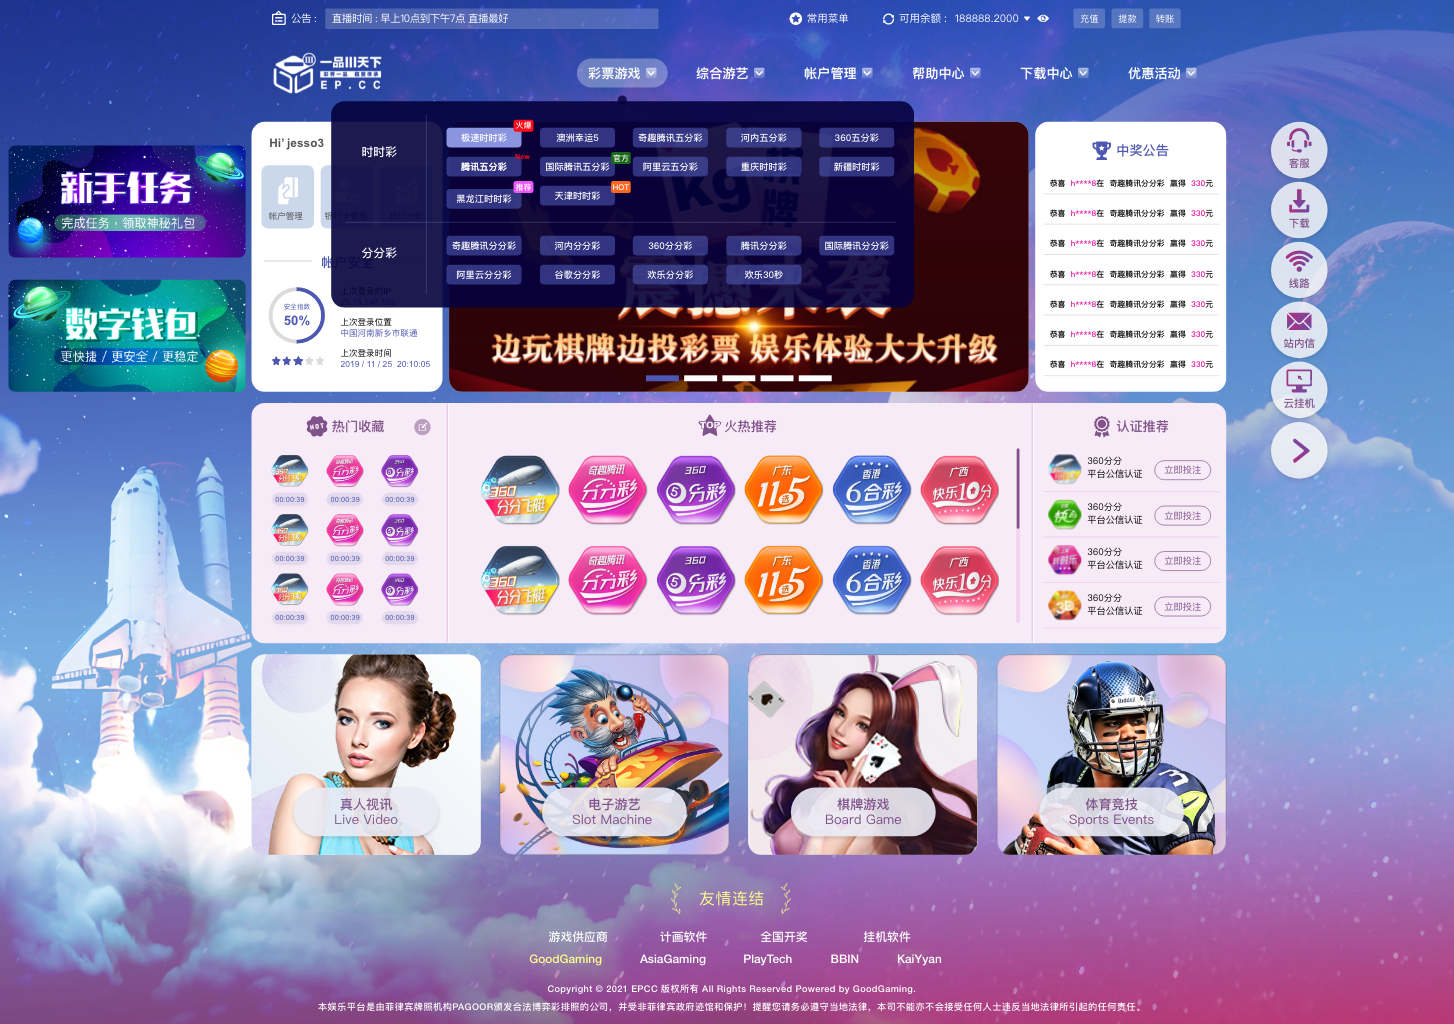 公告 :
直播时间 : 早上10点到下午7点 直播最好
常用菜单
可用余额 : 188888.2000
充值
提款
转账
一品川天下
EP.CC
彩票游戏
综合游艺
帐户管理
帮助中心
下载中心
优惠活动
新手任务
完成任务 · 领取神秘礼包
数字钱包
更快捷 / 更安全 / 更稳定
Hi' jesso3
帐户管理
帐户安全
安全指数
50%
上次登录的IP
上次登录位置
中国河南新乡市联通
上次登录时间
2019 / 11 / 25 20:10:05
时时彩
极速时时彩
火爆
澳洲幸运5
奇趣腾讯五分彩
河内五分彩
360五分彩
腾讯五分彩
New
国际腾讯五分彩
官方
阿里云五分彩
重庆时时彩
新疆时时彩
黑龙江时时彩
推荐
天津时时彩
HOT
分分彩
奇趣腾讯分分彩
河内分分彩
360分分彩
腾讯分分彩
国际腾讯分分彩
阿里云分分彩
谷歌分分彩
欢乐分分彩
欢乐30秒
kg
棋牌
震撼来袭
边玩棋牌边投彩票 娱乐体验大大升级
中奖公告
恭喜 h****8在 奇趣腾讯分分彩 赢得 330元
恭喜 h****8在 奇趣腾讯分分彩 赢得 330元
恭喜 h****8在 奇趣腾讯分分彩 赢得 330元
恭喜 h****8在 奇趣腾讯分分彩 赢得 330元
恭喜 h****8在 奇趣腾讯分分彩 赢得 330元
恭喜 h****8在 奇趣腾讯分分彩 赢得 330元
恭喜 h****8在 奇趣腾讯分分彩 赢得 330元
客服
下载
线路
站内信
云挂机
HOT
热门收藏
00:00:39
00:00:39
00:00:39
00:00:39
00:00:39
00:00:39
00:00:39
00:00:39
00:00:39
TOP
火热推荐
360
分分飞艇
奇趣腾讯
分分彩
360
5分彩
广东
11选5
香港
6合彩
广西
快乐10分
360
分分飞艇
奇趣腾讯
分分彩
360
5分彩
广东
11选5
香港
6合彩
广西
快乐10分
认证推荐
360分分
平台公信认证
立即投注
360分分
平台公信认证
立即投注
360分分
平台公信认证
立即投注
360分分
平台公信认证
立即投注
真人视讯
Live Video
电子游艺
Slot Machine
棋牌游戏
Board Game
体育竞技
Sports Events
友情连结
游戏供应商
计画软件
全国开奖
挂机软件
GoodGaming
AsiaGaming
PlayTech
BBIN
KaiYyan
Copyright © 2021 EPCC 版权所有 All Rights Reserved Powered by GoodGaming.
本娱乐平台是由菲律宾牌照机构PAGOOR颁发合法博弈彩排照的公司，并受非菲律宾政府迹馆和保护！提醒您请务必遵守当地法律，本司不能亦不会接受任何人士违反当地法律所引起的任何责任。